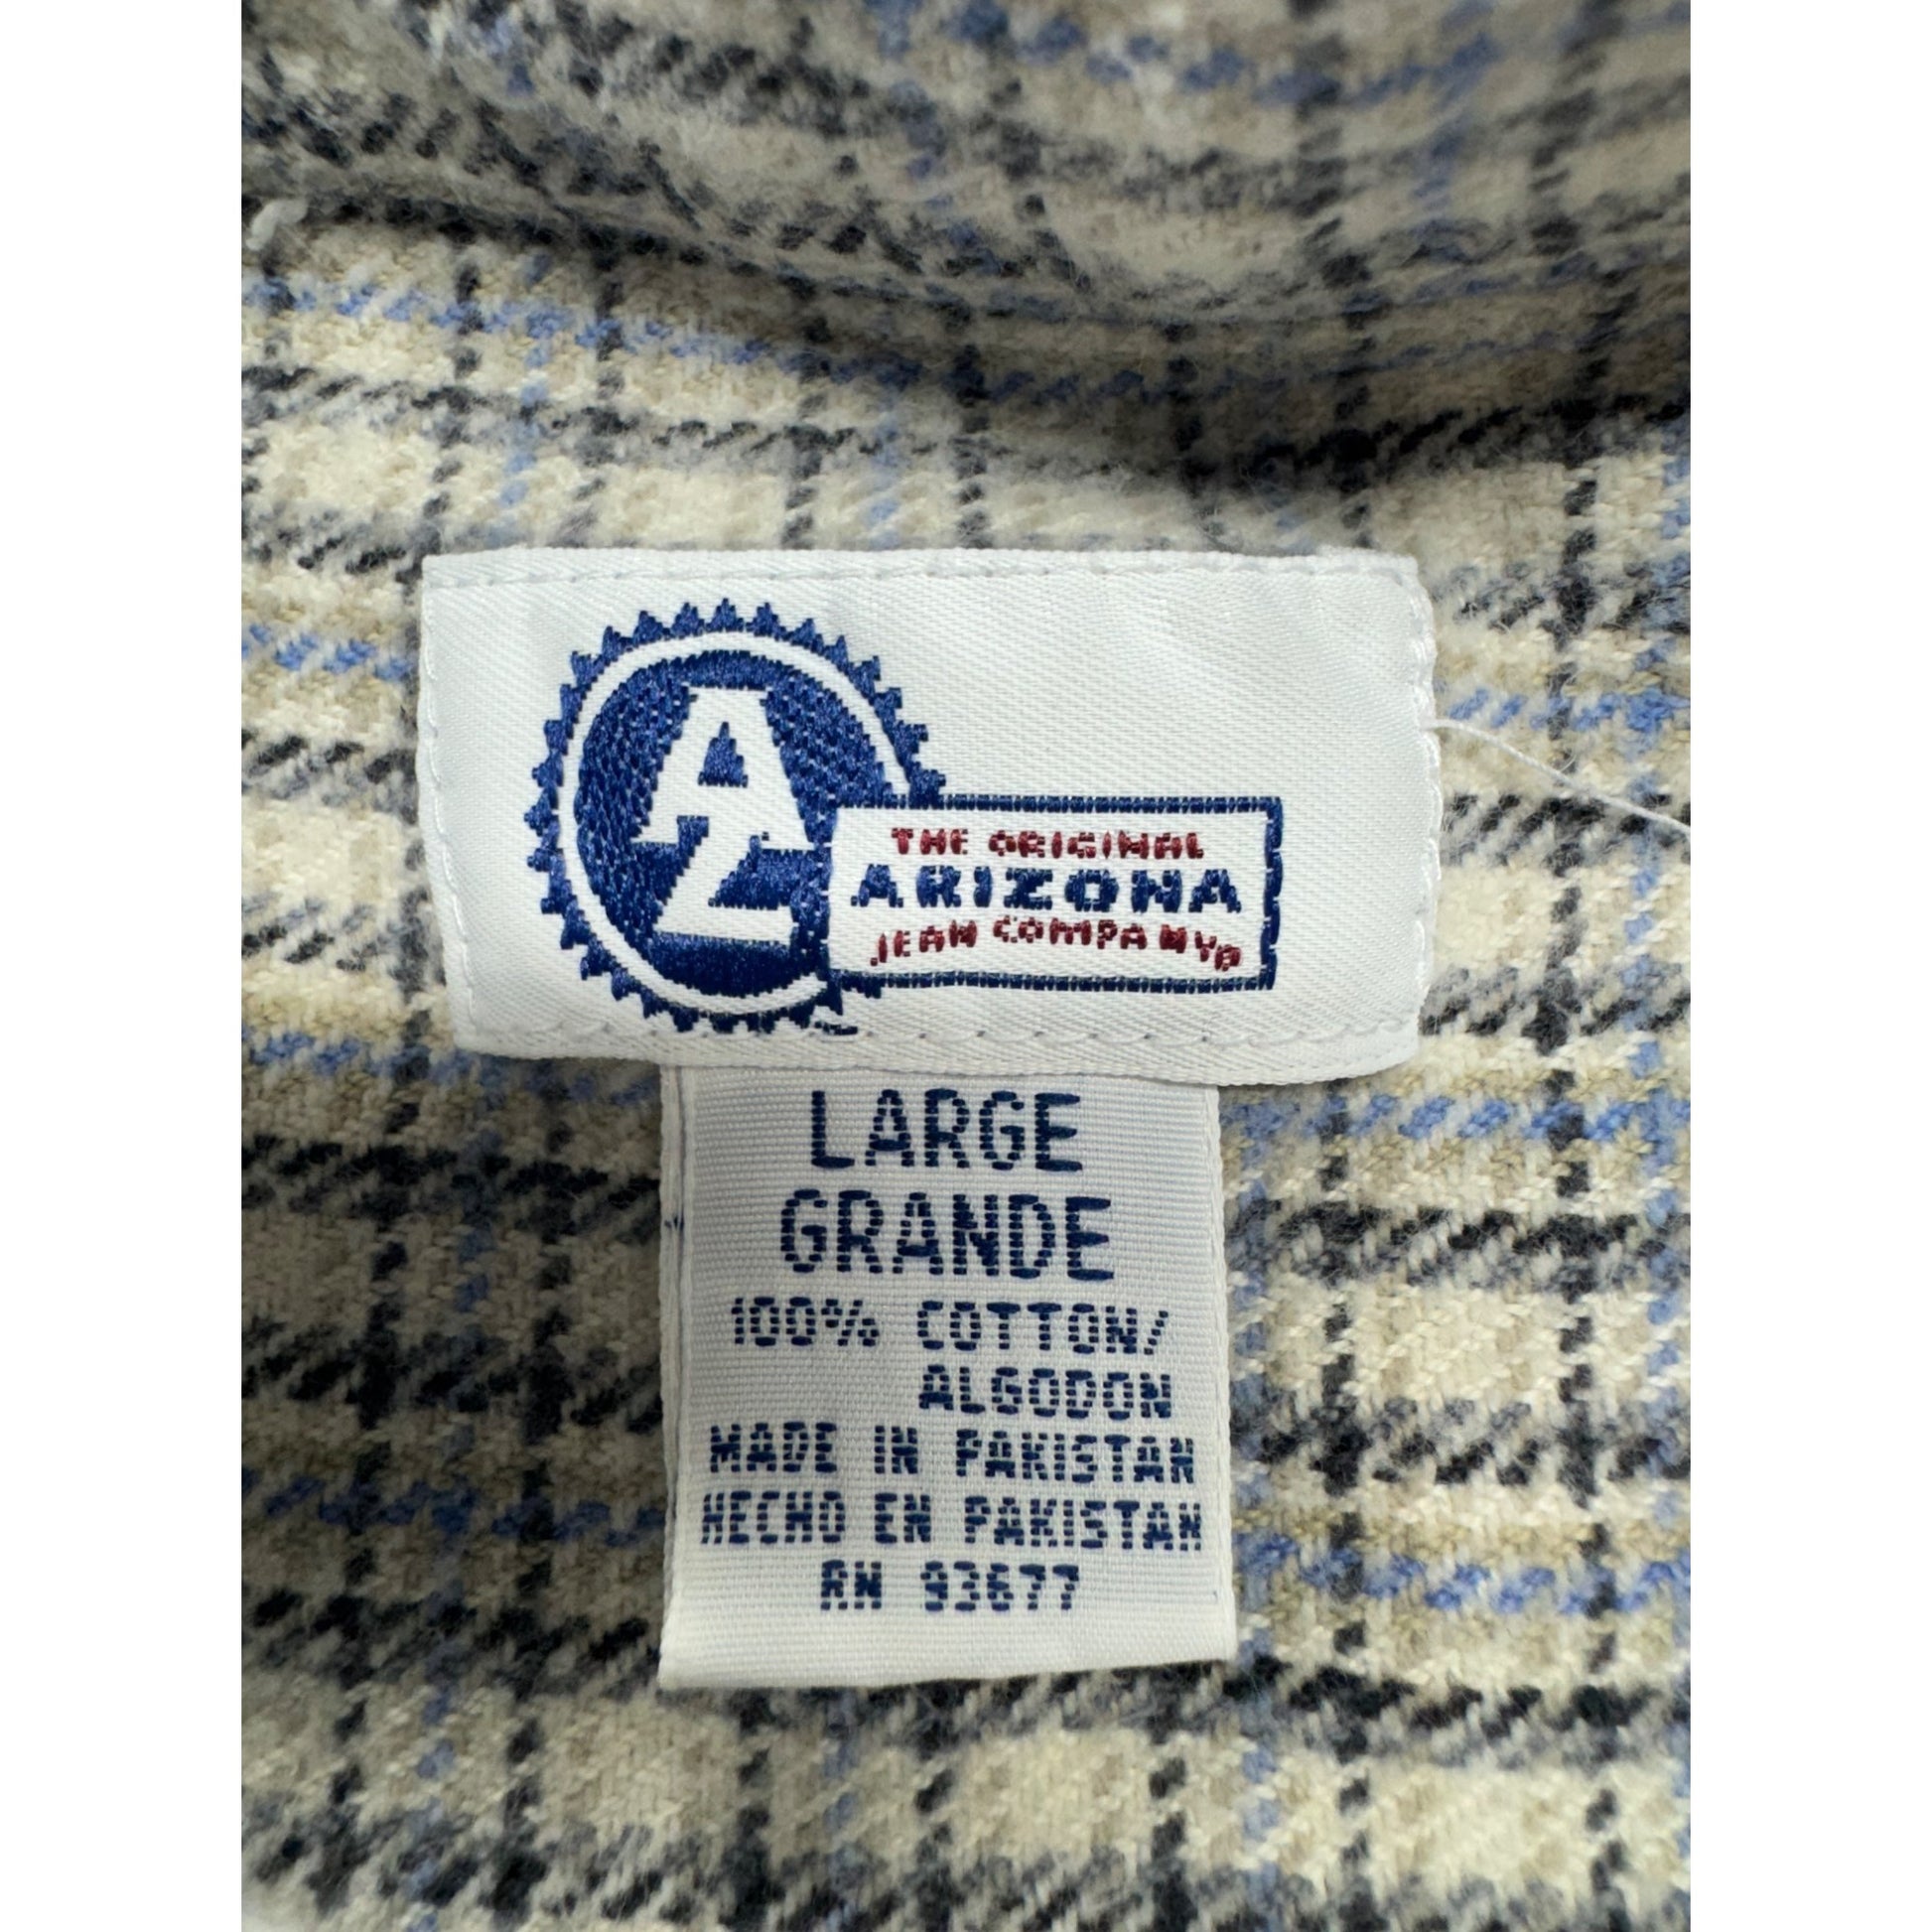 AZ
THE ORIGINAL
ARIZONA
JEAN COMPANY®
LARGE
GRANDE
100% COTTON/
ALGODON
MADE IN PAKISTAN
HECHO EN PAKISTAN
RN 93677